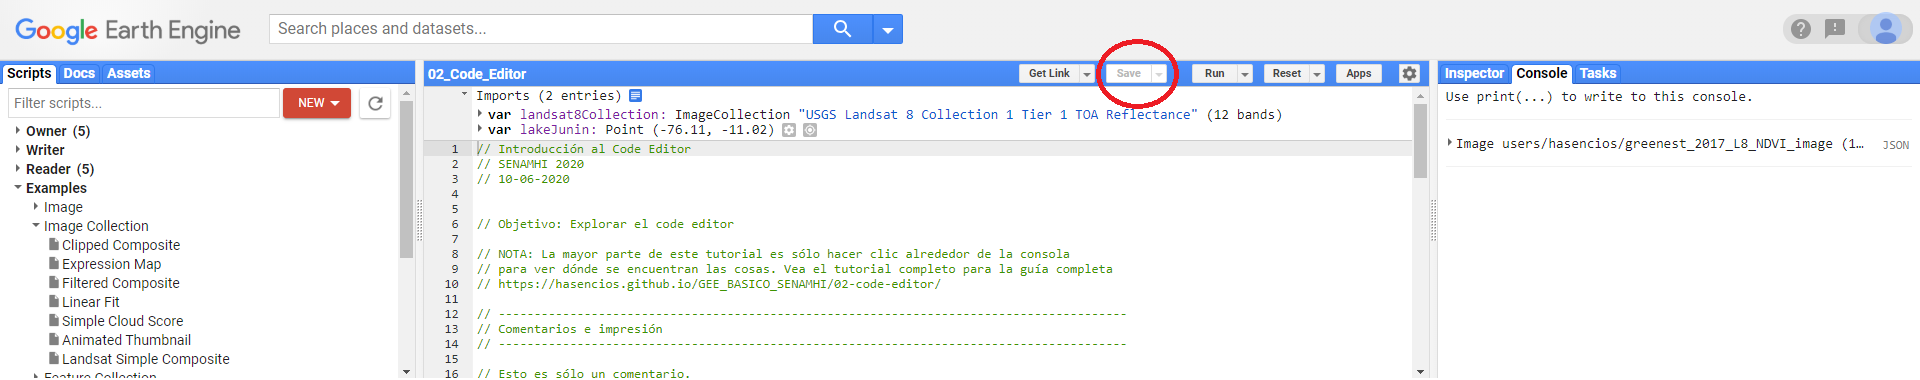 Google Earth Engine
Search places and datasets...
Scripts Docs Assets
Filter scripts...
NEW
Owner (5)
Writer
Reader (5)
Examples
Image
Image Collection
Clipped Composite
Expression Map
Filtered Composite
Linear Fit
Simple Cloud Score
Animated Thumbnail
Landsat Simple Composite
Feature Collection
02_Code_Editor
Get Link Save Run Reset Apps
Imports (2 entries)
var landsat8Collection: ImageCollection "USGS Landsat 8 Collection 1 Tier 1 TOA Reflectance" (12 bands)
var lakeJunin: Point (-76.11, -11.02)
1 // Introducción al Code Editor
2 // SENAMHI 2020
3 // 10-06-2020
4
5
6 // Objetivo: Explorar el code editor
7
8 // NOTA: La mayor parte de este tutorial es sólo hacer clic alrededor de la consola
9 // para ver dónde se encuentran las cosas. Vea el tutorial completo para la guía completa
10 // https://hasencios.github.io/GEE_BASICO_SENAMHI/02-code-editor/
11
12 // ---------------------------------------------------------------------------------------
13 // Comentarios e impresión
14 // ---------------------------------------------------------------------------------------
15
16 // Esto es sólo un comentario.
Inspector Console Tasks
Use print(...) to write to this console.
Image users/hasencios/greenest_2017_L8_NDVI_image (1… JSON